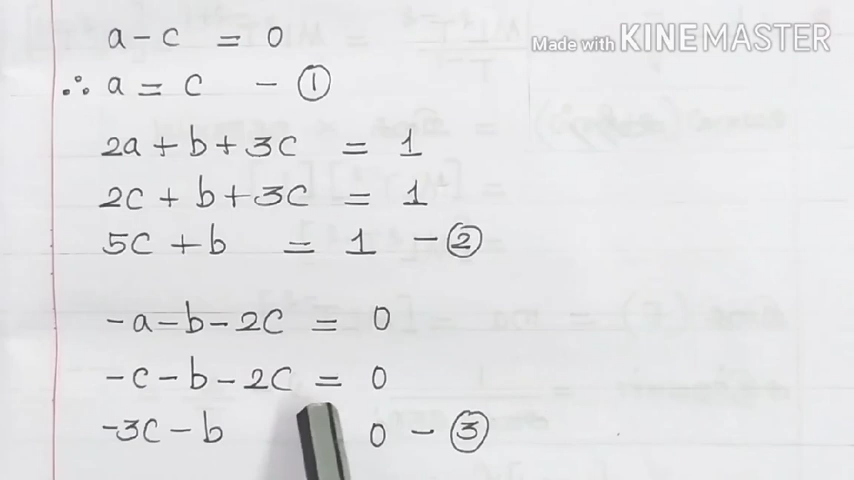 a - c = 0
Made with KINEMASTER
∴ a = c - ①
2a + b + 3c = 1
2c + b + 3c = 1
5c + b = 1 - ②
-a - b - 2c = 0
-c - b - 2c = 0
-3c - b 0 - ③